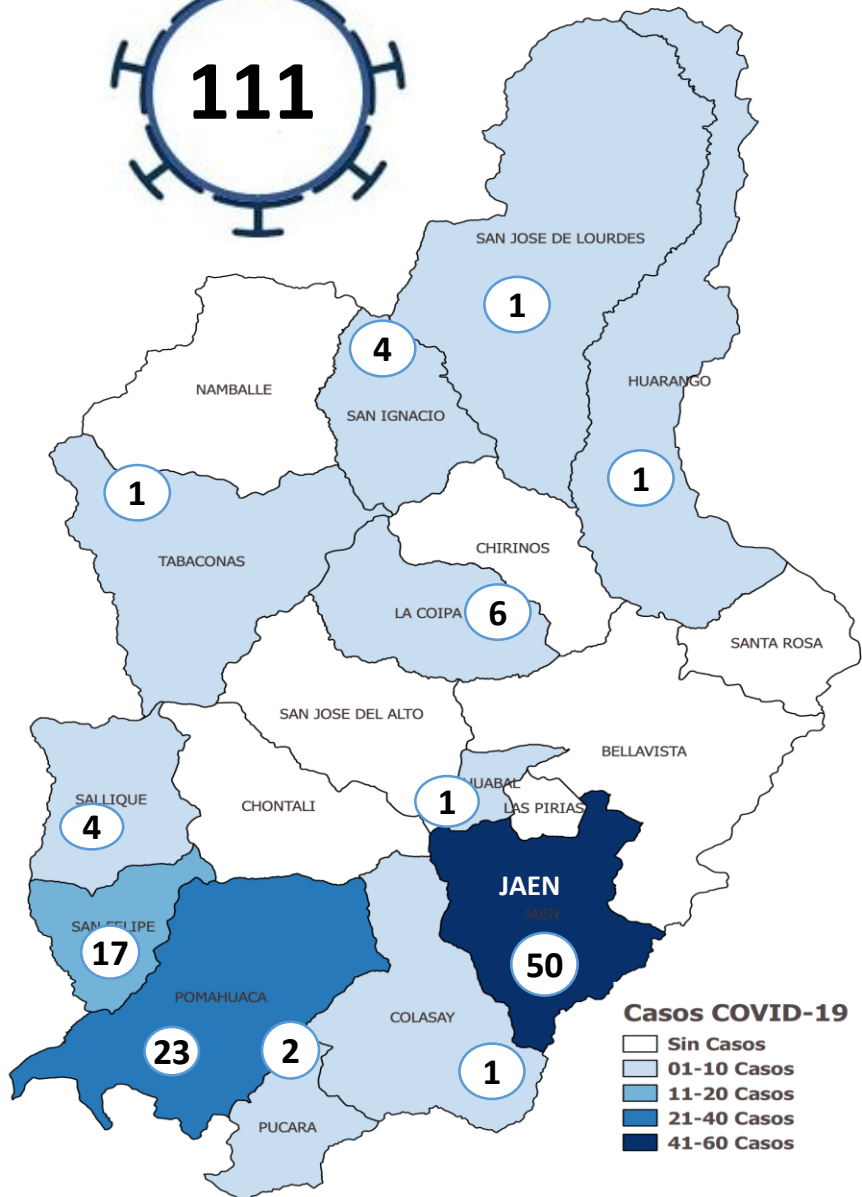 111
SAN JOSE DE LOURDES
1
4
HUARANGO
NAMBALLE
SAN IGNACIO
1
1
CHIRINOS
TABACONAS
LA COIPA
6
SANTA ROSA
SAN JOSE DEL ALTO
BELLAVISTA
HUABAL
SALLIQUE
1
CHONTALI
LAS PIRIAS
4
JAEN
JAEN
SAN FELIPE
17
50
POMAHUACA
COLASAY
23
2
1
PUCARA
Casos COVID-19
Sin Casos
01-10 Casos
11-20 Casos
21-40 Casos
41-60 Casos